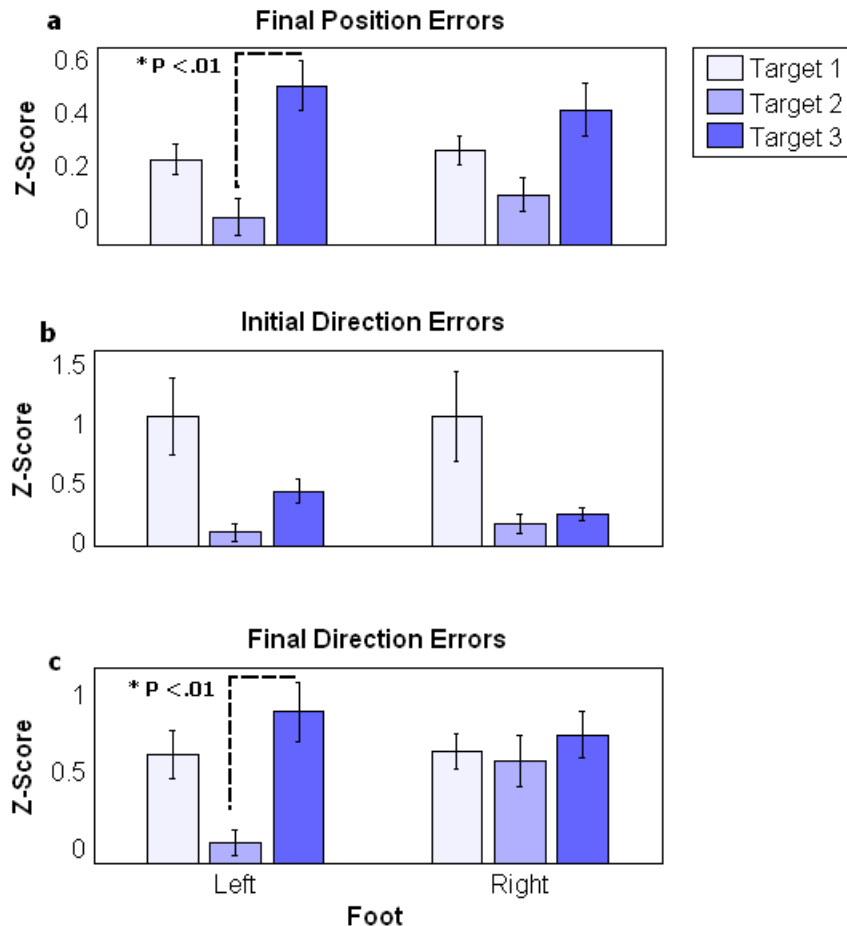 a
Final Position Errors
* P <.01
0.6
0.4
0.2
0
Z-Score
Target 1
Target 2
Target 3
b
Initial Direction Errors
1.5
1
0.5
0
Z-Score
c
Final Direction Errors
* P <.01
1
0.5
0
Z-Score
Left Right
Foot